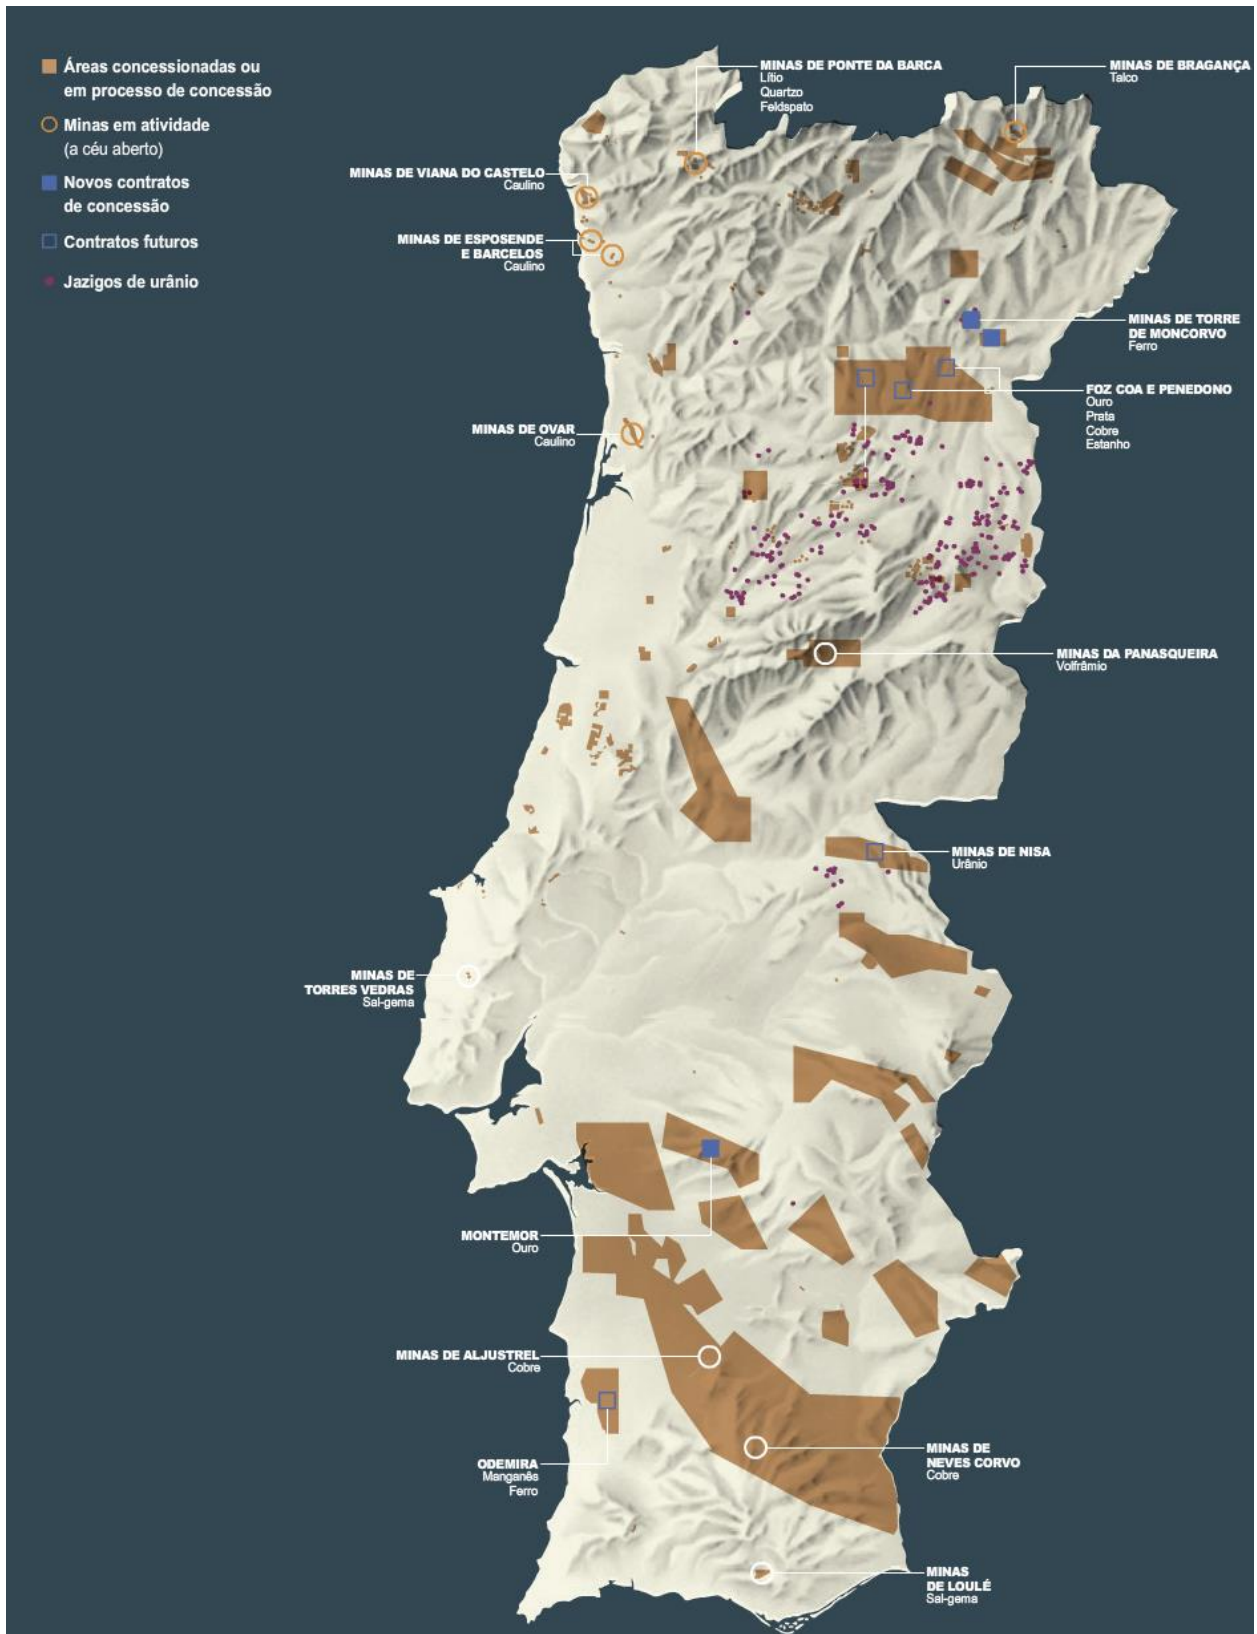 Áreas concessionadas ou
em processo de concessão
Minas em atividade
(a céu aberto)
Novos contratos
de concessão
Contratos futuros
Jazigos de urânio
MINAS DE PONTE DA BARCA
Lítio
Quartzo
Feldspato
MINAS DE BRAGANÇA
Talco
MINAS DE VIANA DO CASTELO
Caulino
MINAS DE ESPOSENDE
E BARCELOS
Caulino
MINAS DE TORRE
DE MONCORVO
Ferro
FOZ COA E PENEDONO
Ouro
Prata
Cobre
Estanho
MINAS DE OVAR
Caulino
MINAS DA PANASQUEIRA
Volfrâmio
MINAS DE NISA
Urânio
MINAS DE
TORRES VEDRAS
Sal-gema
MONTEMOR
Ouro
MINAS DE ALJUSTREL
Cobre
ODEMIRA
Manganês
Ferro
MINAS DE
NEVES CORVO
Cobre
MINAS
DE LOULÉ
Sal-gema